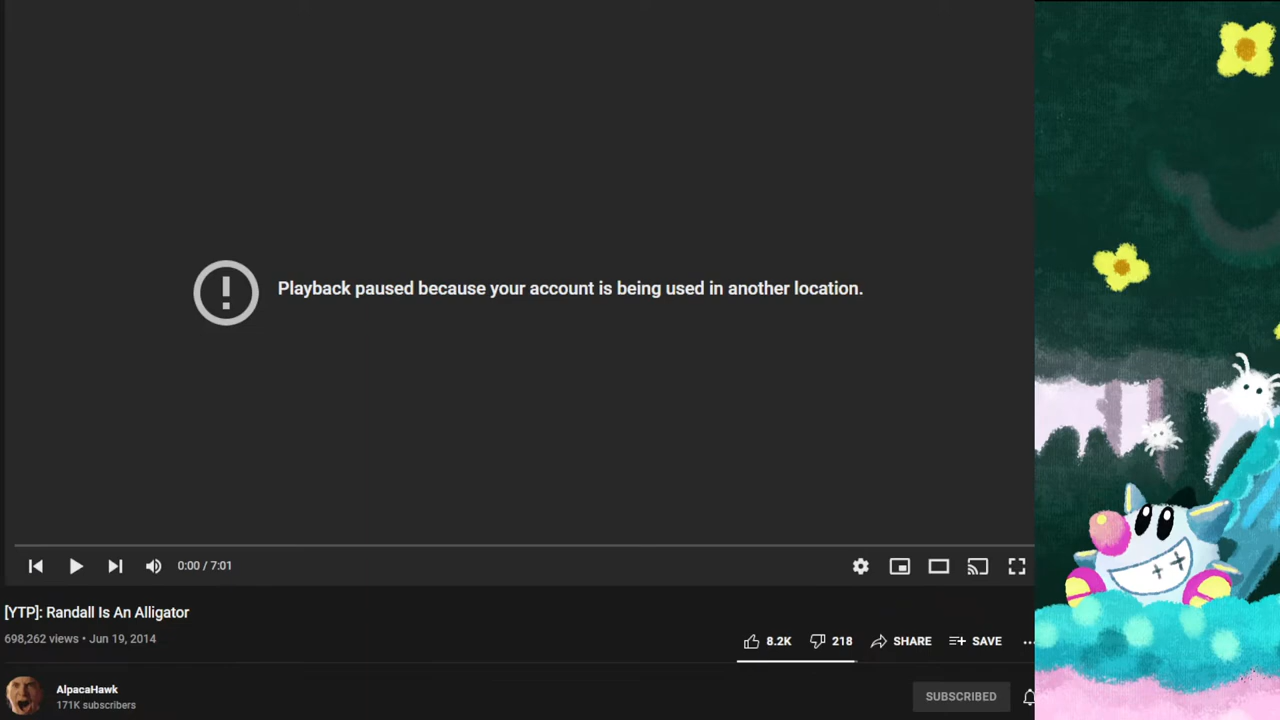 Playback paused because your account is being used in another location.
0:00 / 7:01
[YTP]: Randall Is An Alligator
698,262 views • Jun 19, 2014
8.2K 218 SHARE SAVE
AlpacaHawk
171K subscribers
SUBSCRIBED